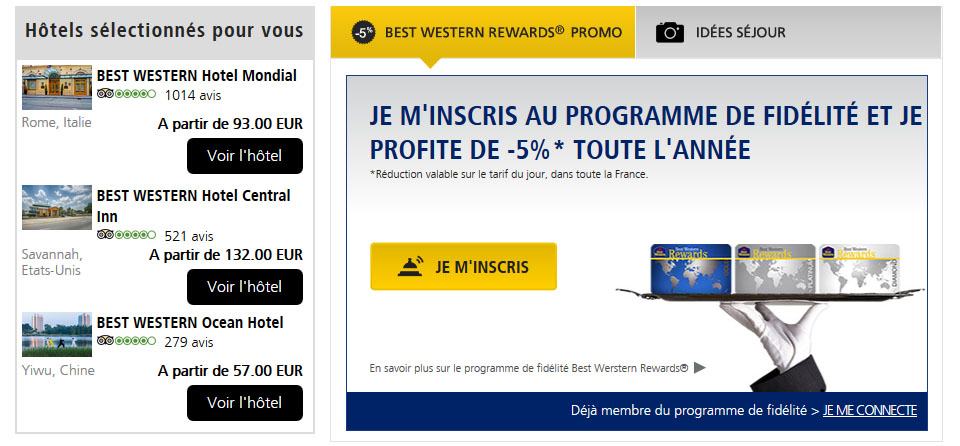 Hôtels sélectionnés pour vous
BEST WESTERN Hotel Mondial
1014 avis
Rome, Italie
A partir de 93.00 EUR
Voir l'hôtel
BEST WESTERN Hotel Central
Inn
521 avis
Savannah,
Etats-Unis
A partir de 132.00 EUR
Voir l'hôtel
BEST WESTERN Ocean Hotel
279 avis
Yiwu, Chine
A partir de 57.00 EUR
Voir l'hôtel
-5% BEST WESTERN REWARDS® PROMO
IDÉES SÉJOUR
JE M'INSCRIS AU PROGRAMME DE FIDÉLITÉ ET JE
PROFITE DE -5%* TOUTE L'ANNÉE
*Réduction valable sur le tarif du jour, dans toute la France.
JE M'INSCRIS
Best Western Rewards
Best Western Rewards PLATINUM
Best Western Rewards DIAMOND
En savoir plus sur le programme de fidélité Best Werstern Rewards®
Déjà membre du programme de fidélité > JE ME CONNECTE